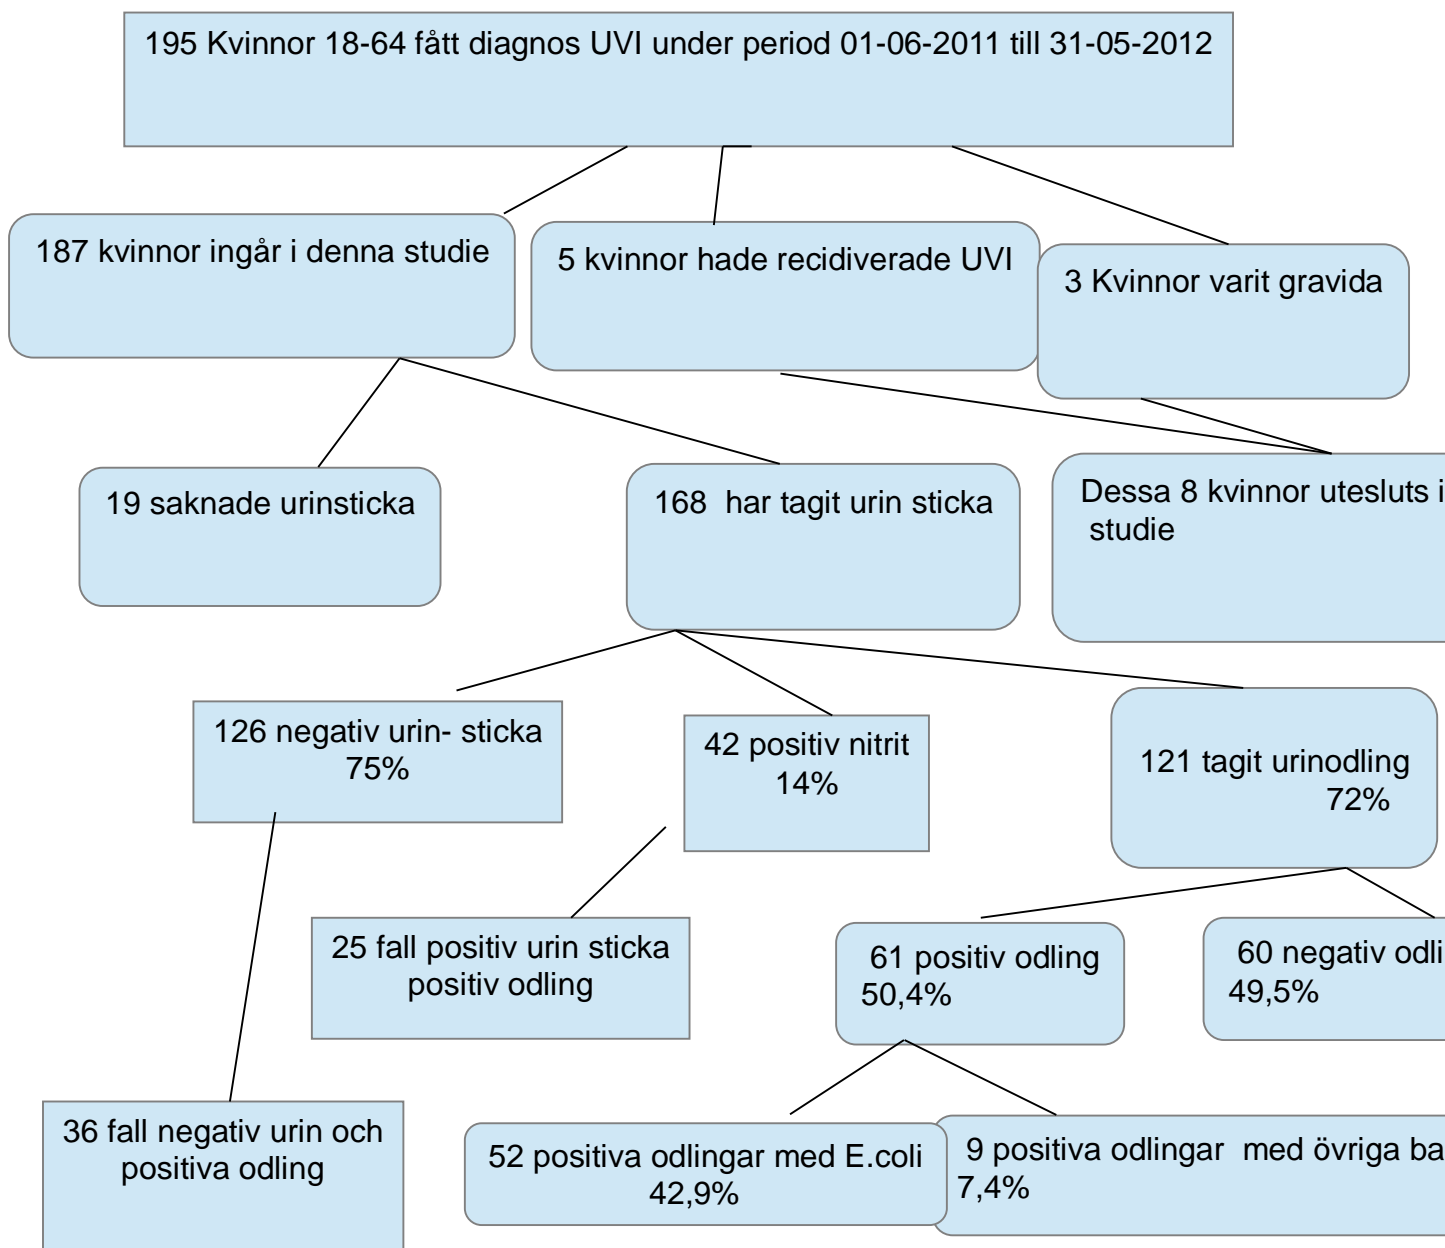 195 Kvinnor 18-64 fått diagnos UVI under period 01-06-2011 till 31-05-2012
187 kvinnor ingår i denna studie
5 kvinnor hade recidiverade UVI
3 Kvinnor varit gravida
19 saknade urinsticka
168 har tagit urin sticka
Dessa 8 kvinnor utesluts i
studie
126 negativ urin- sticka
75%
42 positiv nitrit
14%
121 tagit urinodling
72%
25 fall positiv urin sticka
positiv odling
61 positiv odling
50,4%
60 negativ
49,5%
36 fall negativ urin och
positiva odling
52 positiva odlingar med E.coli
42,9%
9 positiva odlingar med övriga
7,4%